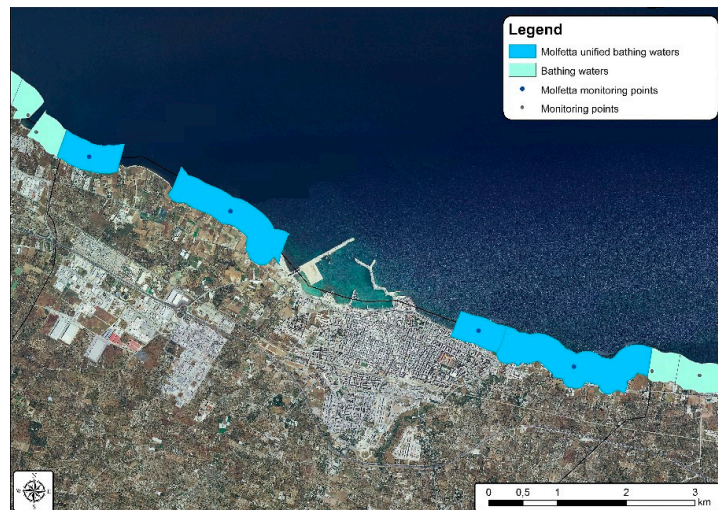 Legend
Molfetta unified bathing waters
Bathing waters
Molfetta monitoring points
Monitoring points
N
E
S
0 0,5 1 2 3
km